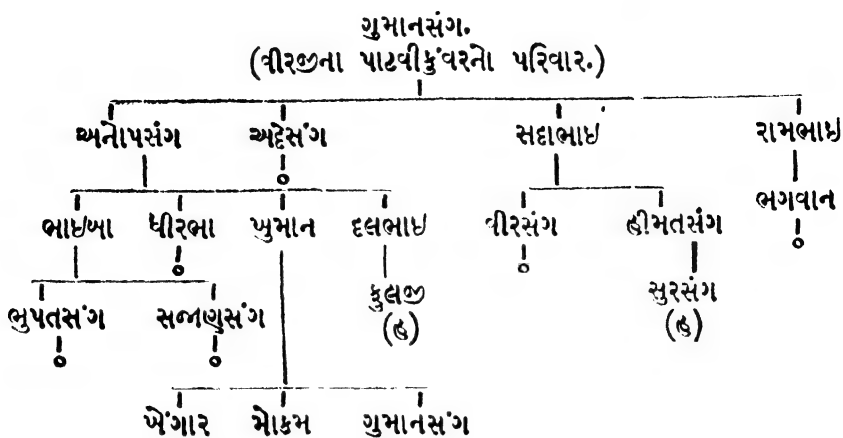 ગુમાનસંગ.
(વીરજીના પાટવીકુંવરનો પરિવાર.)
અનોપસંગ અદેસંગ સદાભાઇ રામભાઇ
ભાઇબા ધીરભા ખુમાન દલભાઇ વીરસંગ હીમતસંગ ભગવાન
ભુપતસંગ સજાણસંગ ફુલજી (હ) સુરસંગ (હ)
ખેંગાર મોકમ ગુમાનસંગ